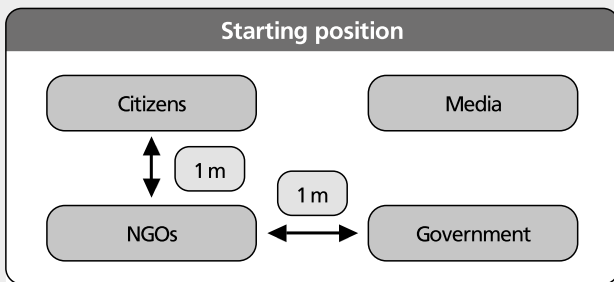 Starting position
Citizens
Media
1 m
1 m
NGOs
Government